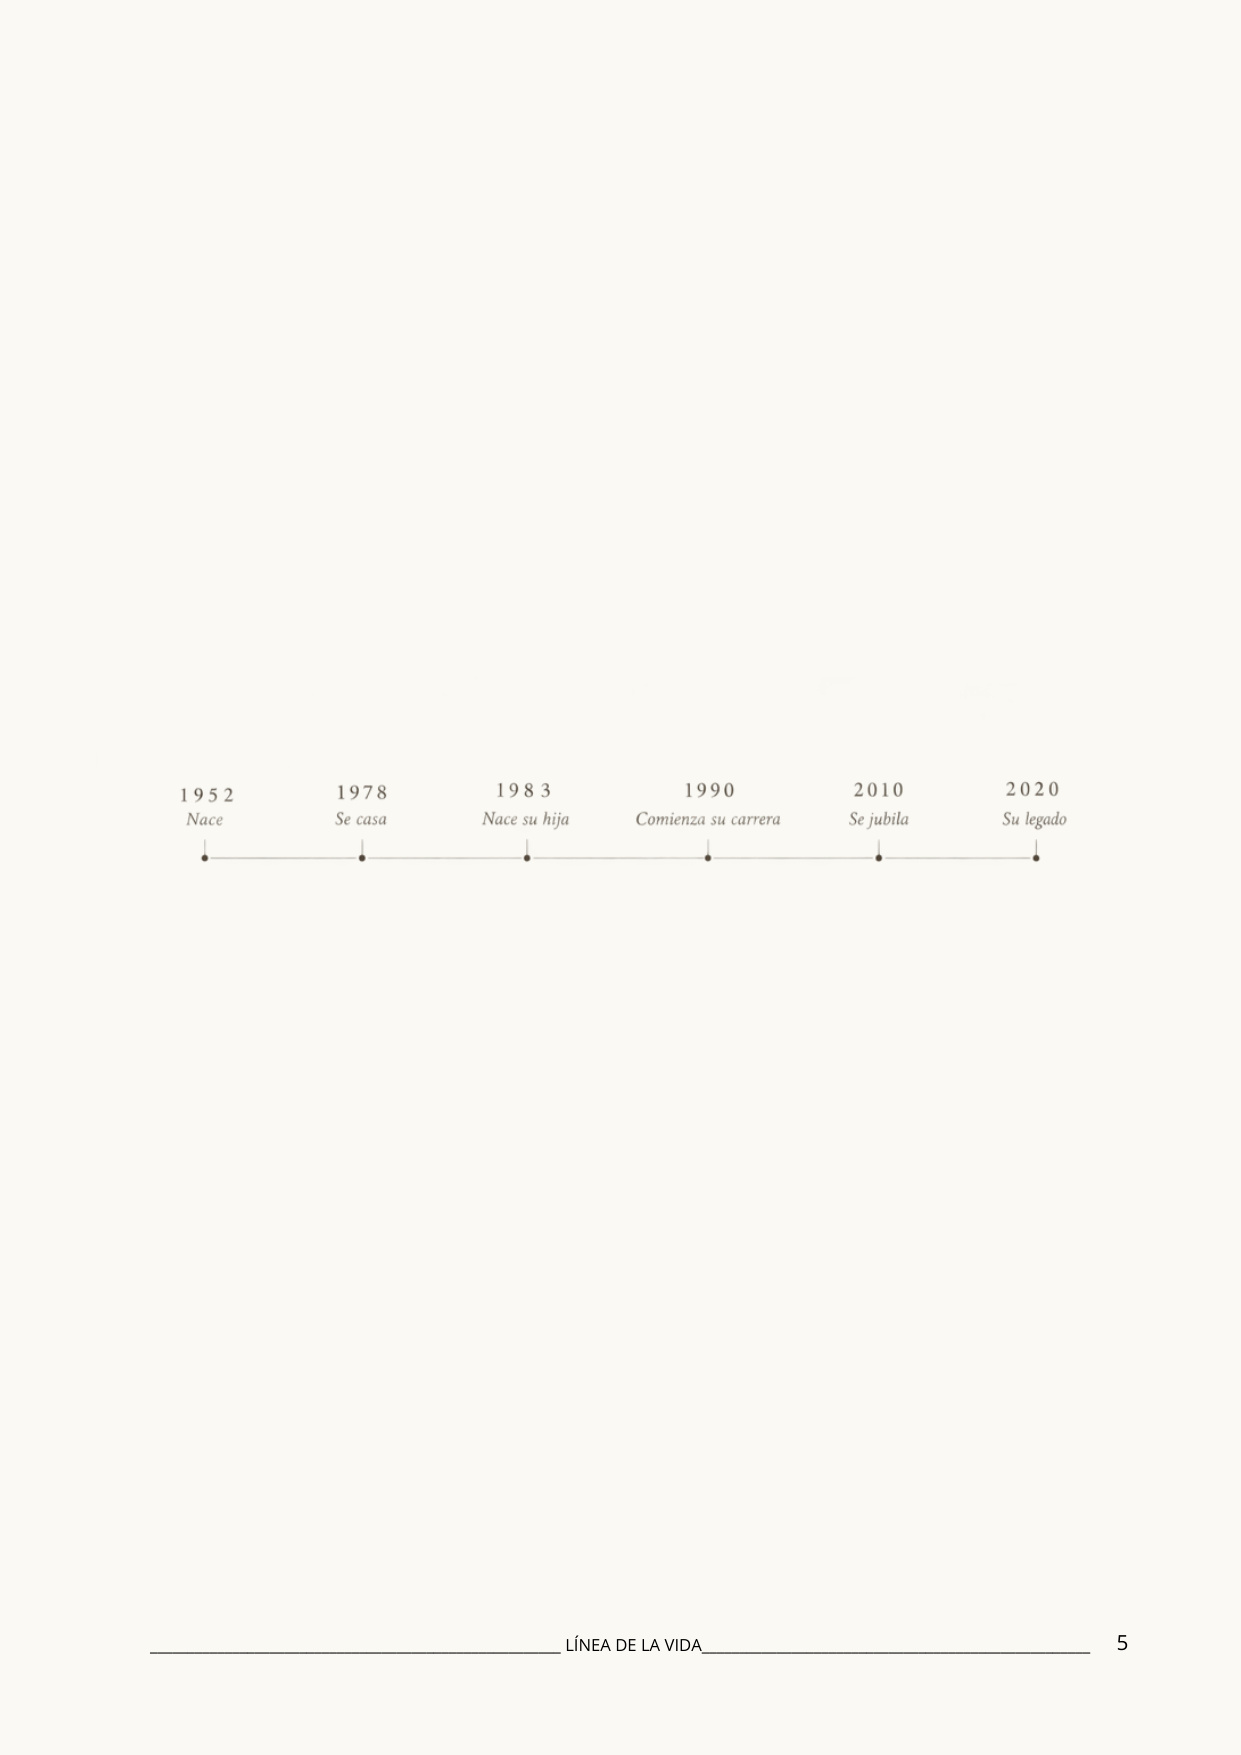 1952 1978 1983 1990 2010 2020
Nace Se casa Nace su hija Comienza su carrera Se jubila Su legado
LÍNEA DE LA VIDA 5